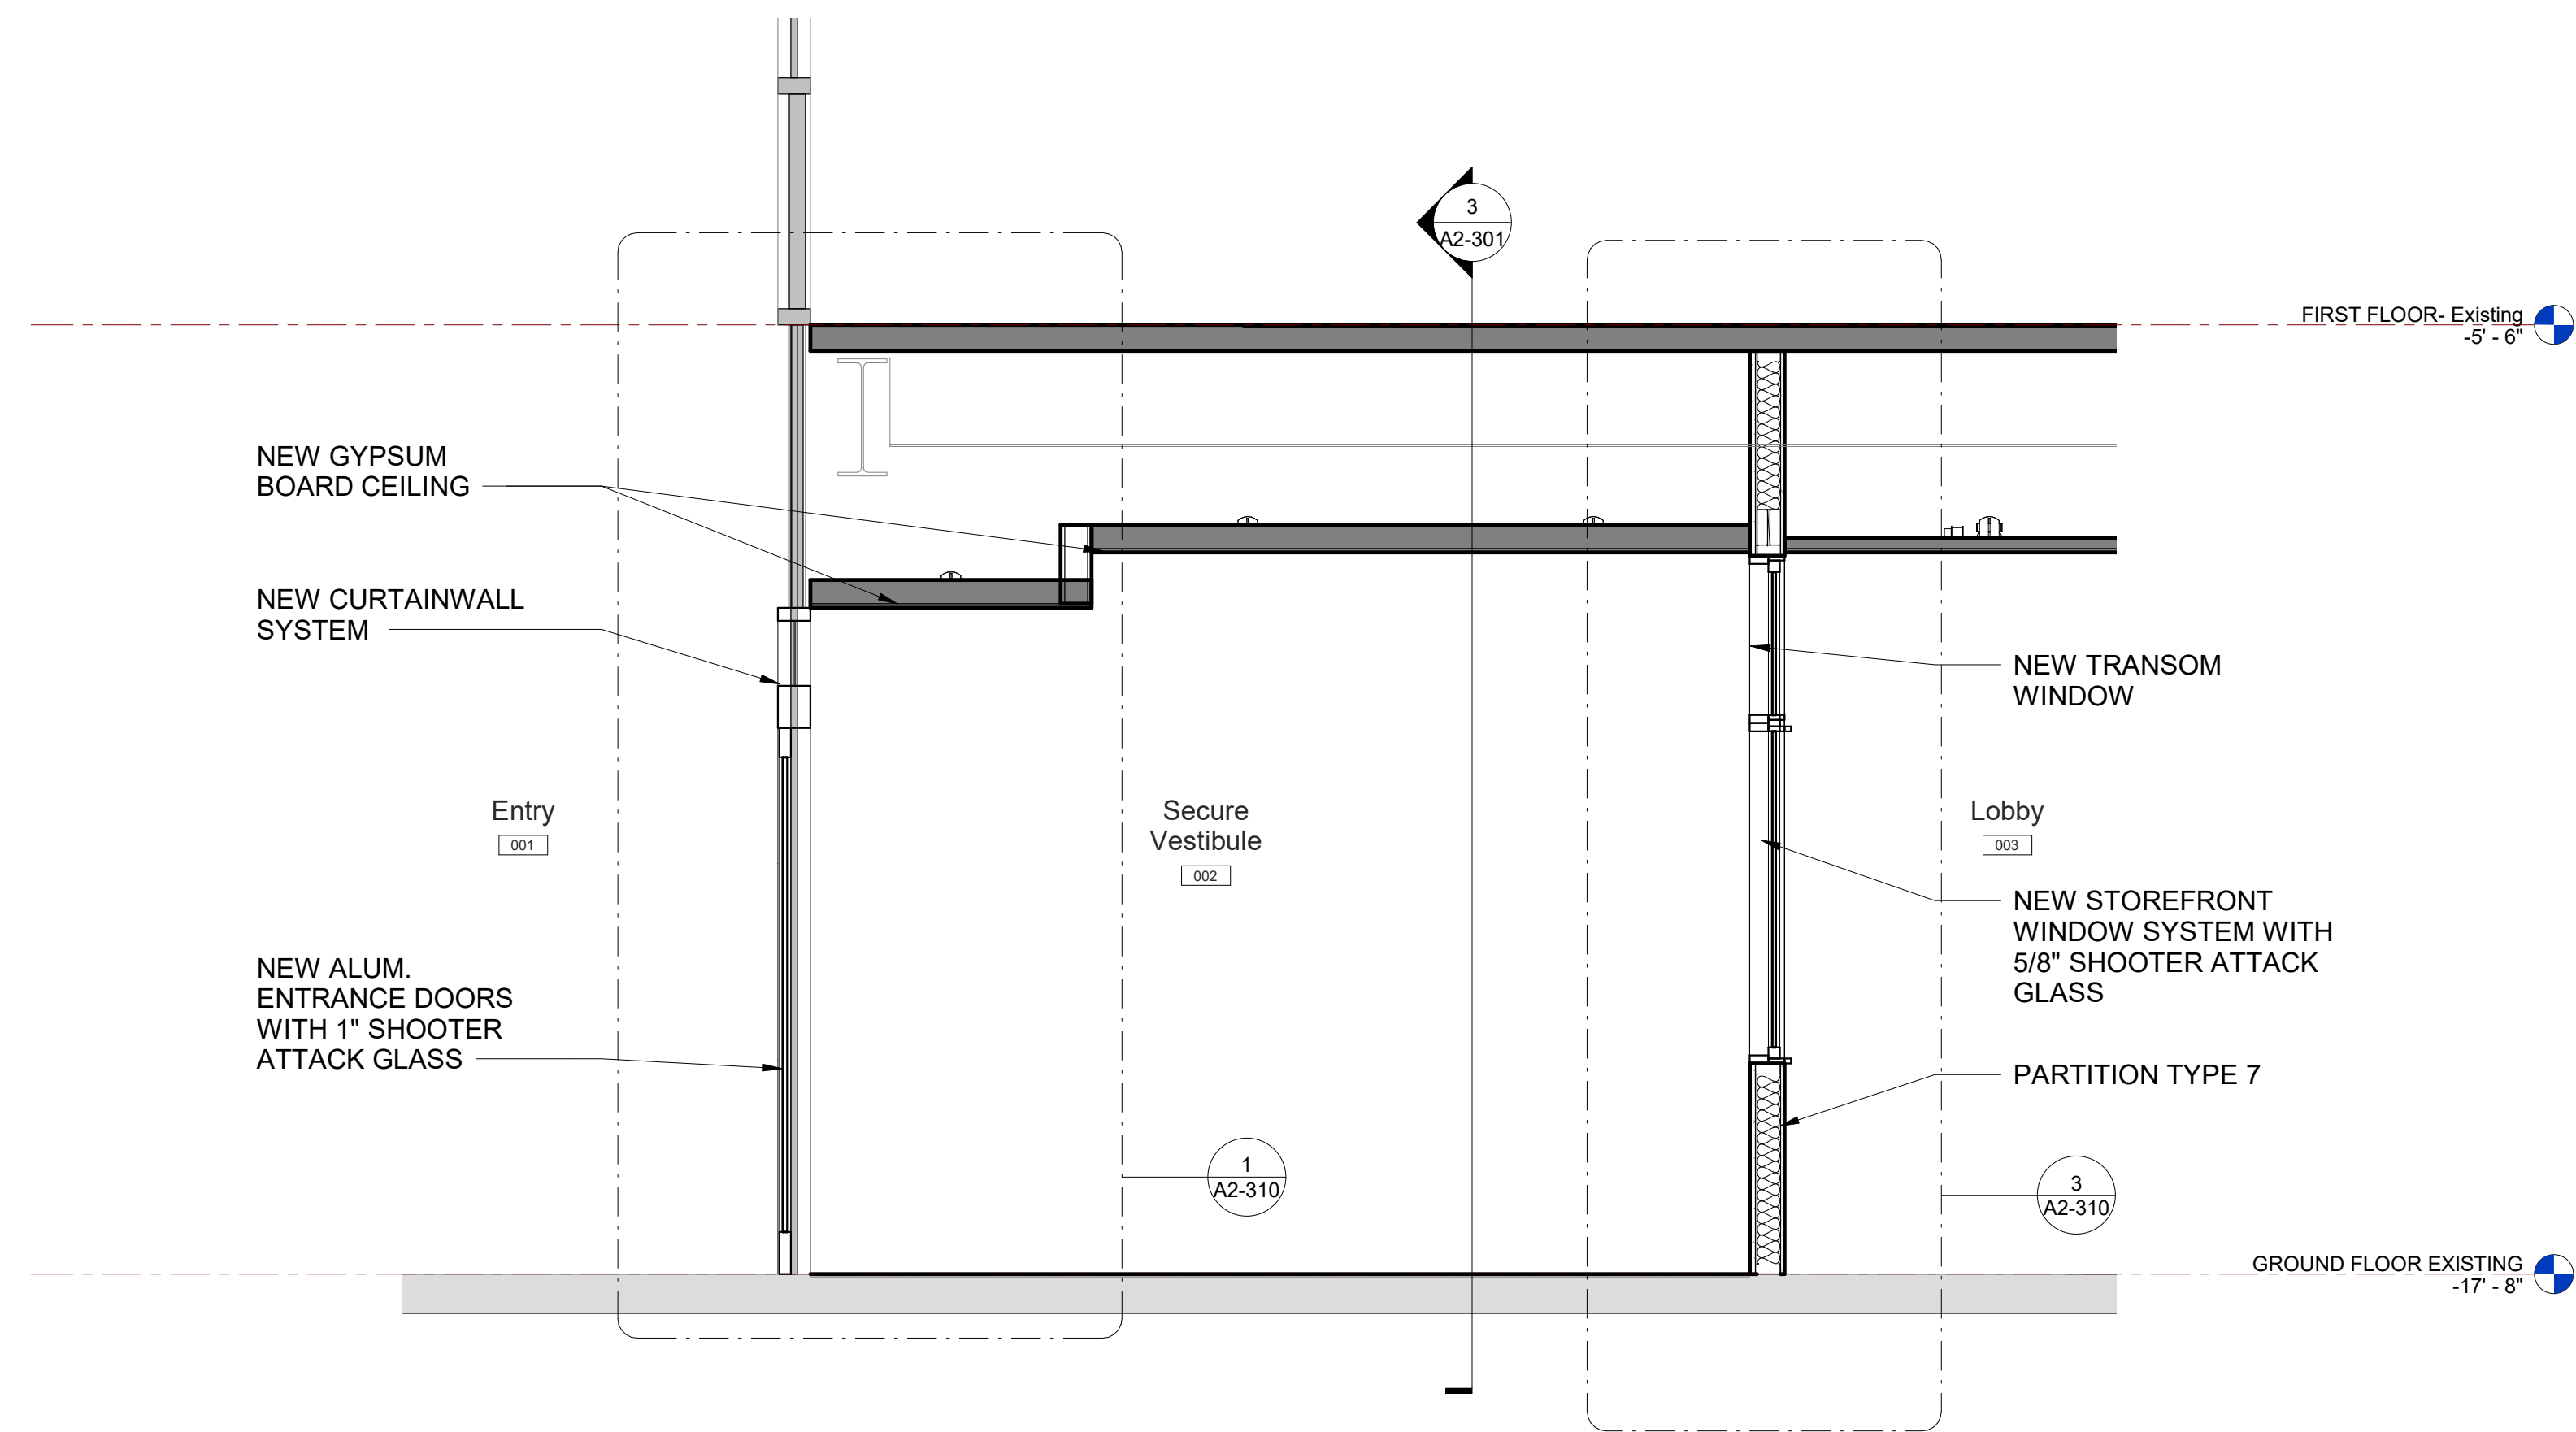 3
A2-301
FIRST FLOOR- Existing
-5' - 6"
NEW GYPSUM
BOARD CEILING
NEW CURTAINWALL
SYSTEM
NEW TRANSOM
WINDOW
Entry
001
Secure
Vestibule
002
Lobby
003
NEW STOREFRONT
WINDOW SYSTEM WITH
5/8" SHOOTER ATTACK
GLASS
NEW ALUM.
ENTRANCE DOORS
WITH 1" SHOOTER
ATTACK GLASS
PARTITION TYPE 7
1
A2-310
3
A2-310
GROUND FLOOR EXISTING
-17' - 8"